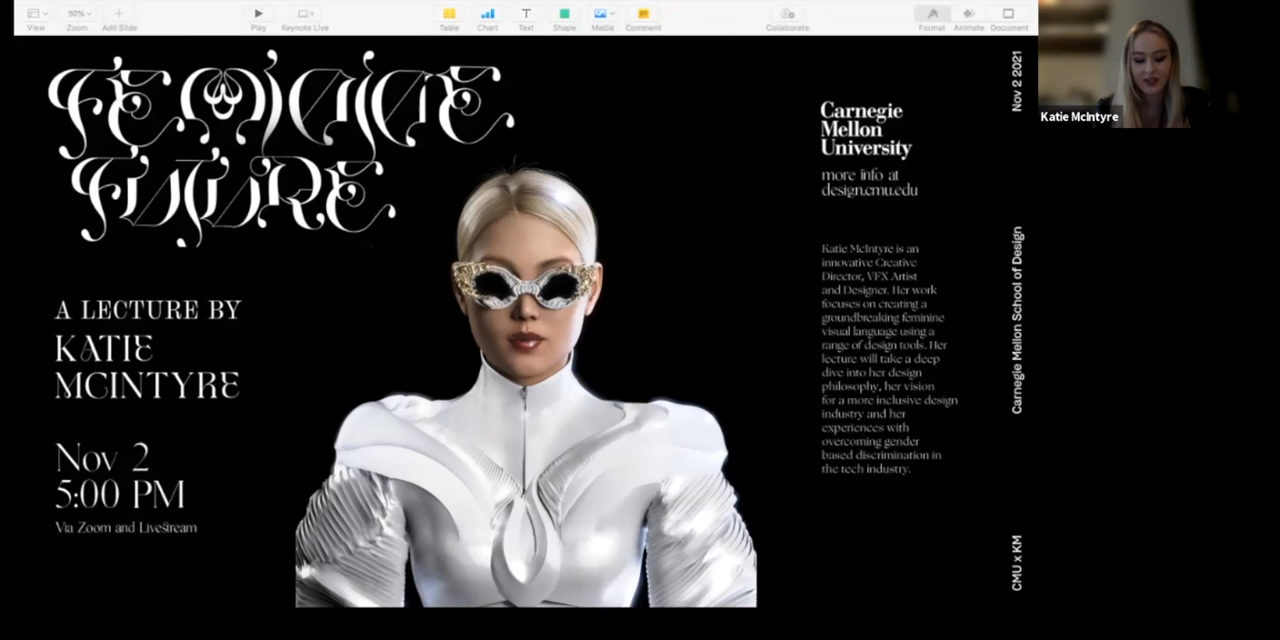 View
50%
Zoom
Add Slide
Play
Keynote Live
Table
Chart
Text
Shape
Media
Comment
Collaborate
Format
Animate
Document
FEMININE
FUTURE
A LECTURE BY
KATIE
MCINTYRE
Nov 2
5:00 PM
Via Zoom and Livestream
Carnegie
Mellon
University
more info at
design.cmu.edu
Katie McIntyre is an
innovative Creative
Director, VFX Artist
and Designer. Her work
focuses on creating a
groundbreaking feminine
visual language using a
range of design tools. Her
lecture will take a deep
dive into her design
philosophy, her vision
for a more inclusive design
industry and her
experiences with
overcoming gender
based discrimination in
the tech industry.
Nov 2 2021
Carnegie Mellon School of Design
CMU x KM
Katie McIntyre